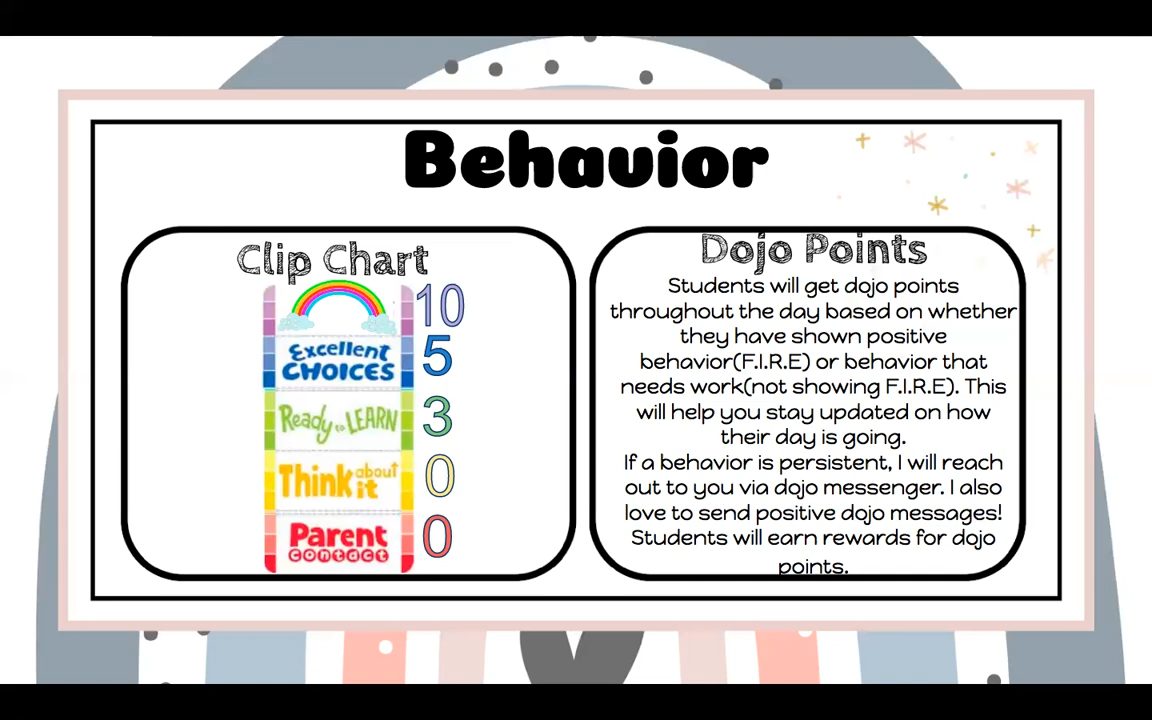 Behavior
Clip Chart
10
Excellent
CHOICES
5
Ready to LEARN
3
Think about it
0
Parent
contact
0
Dojo Points
Students will get dojo points
throughout the day based on whether
they have shown positive
behavior(F.I.R.E) or behavior that
needs work(not showing F.I.R.E). This
will help you stay updated on how
their day is going.
If a behavior is persistent, I will reach
out to you via dojo messenger. I also
love to send positive dojo messages!
Students will earn rewards for dojo
points.